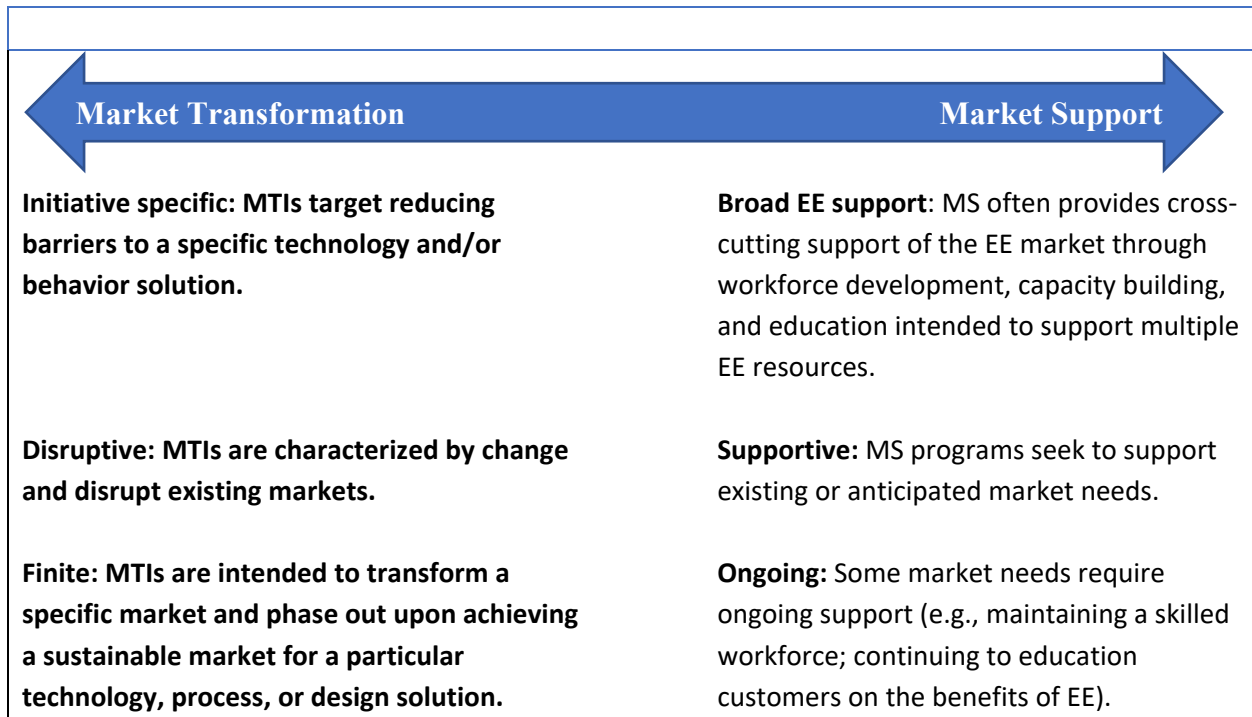 Market Transformation
Market Support
Initiative specific: MTIs target reducing
barriers to a specific technology and/or
behavior solution.
Broad EE support: MS often provides cross-
cutting support of the EE market through
workforce development, capacity building,
and education intended to support multiple
EE resources.
Disruptive: MTIs are characterized by change
and disrupt existing markets.
Supportive: MS programs seek to support
existing or anticipated market needs.
Finite: MTIs are intended to transform a
specific market and phase out upon achieving
a sustainable market for a particular
technology, process, or design solution.
Ongoing: Some market needs require
ongoing support (e.g., maintaining a skilled
workforce; continuing to education
customers on the benefits of EE).